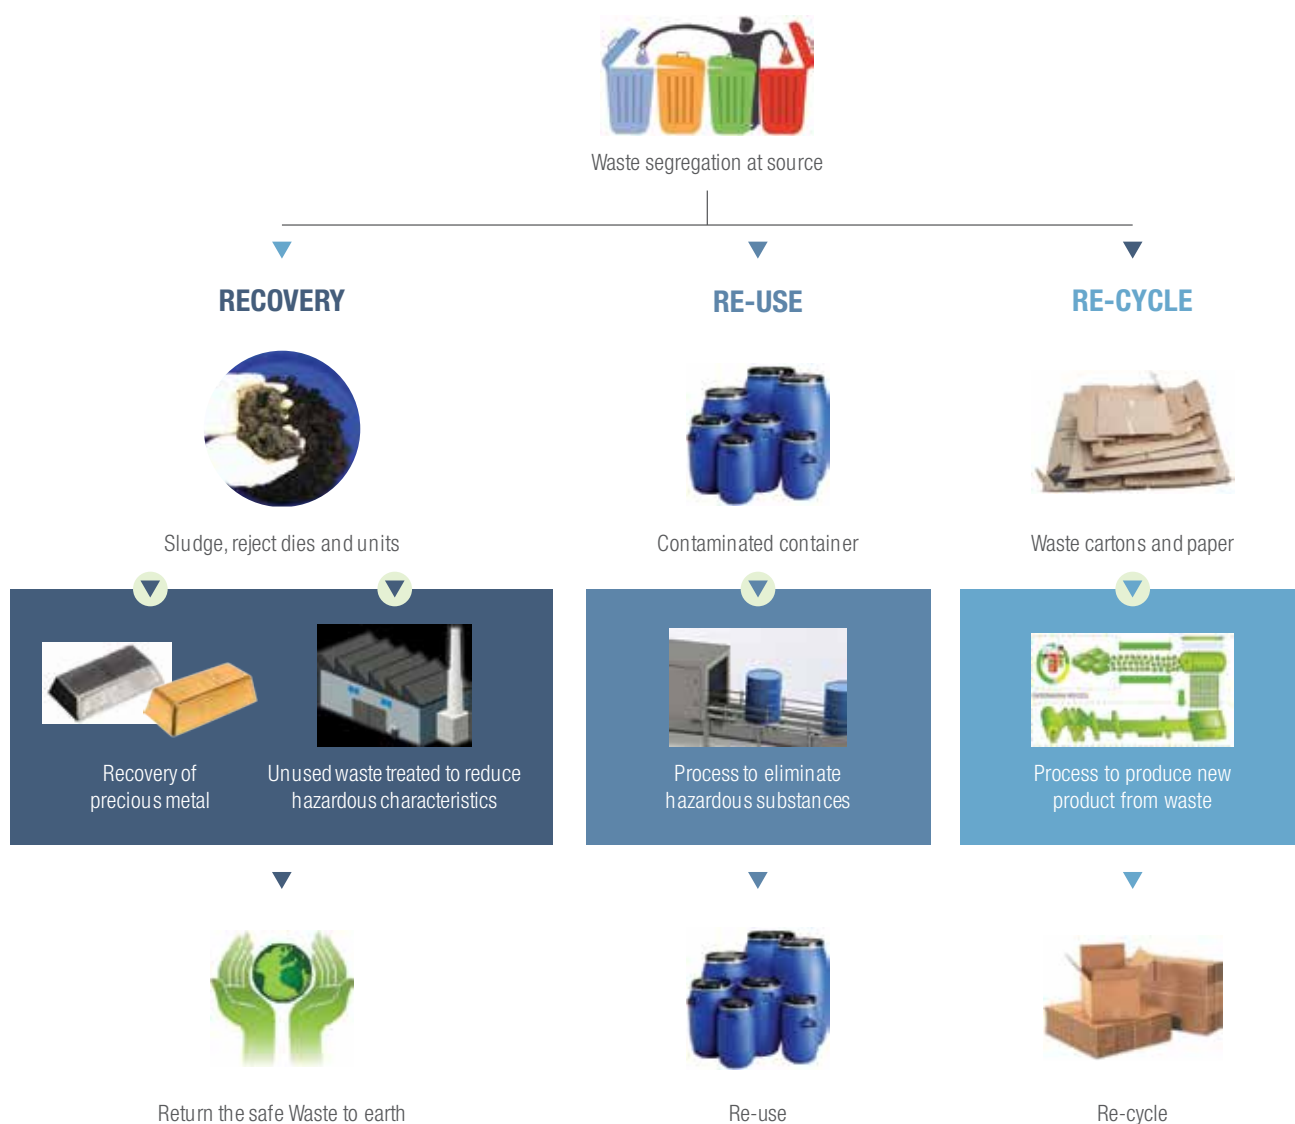 Waste segregation at source
RECOVERY
RE-USE
RE-CYCLE
Sludge, reject dies and units
Contaminated container
Waste cartons and paper
Recovery of
precious metal
Unused waste treated to reduce
hazardous characteristics
Process to eliminate
hazardous substances
Process to produce new
product from waste
Return the safe Waste to earth
Re-use
Re-cycle